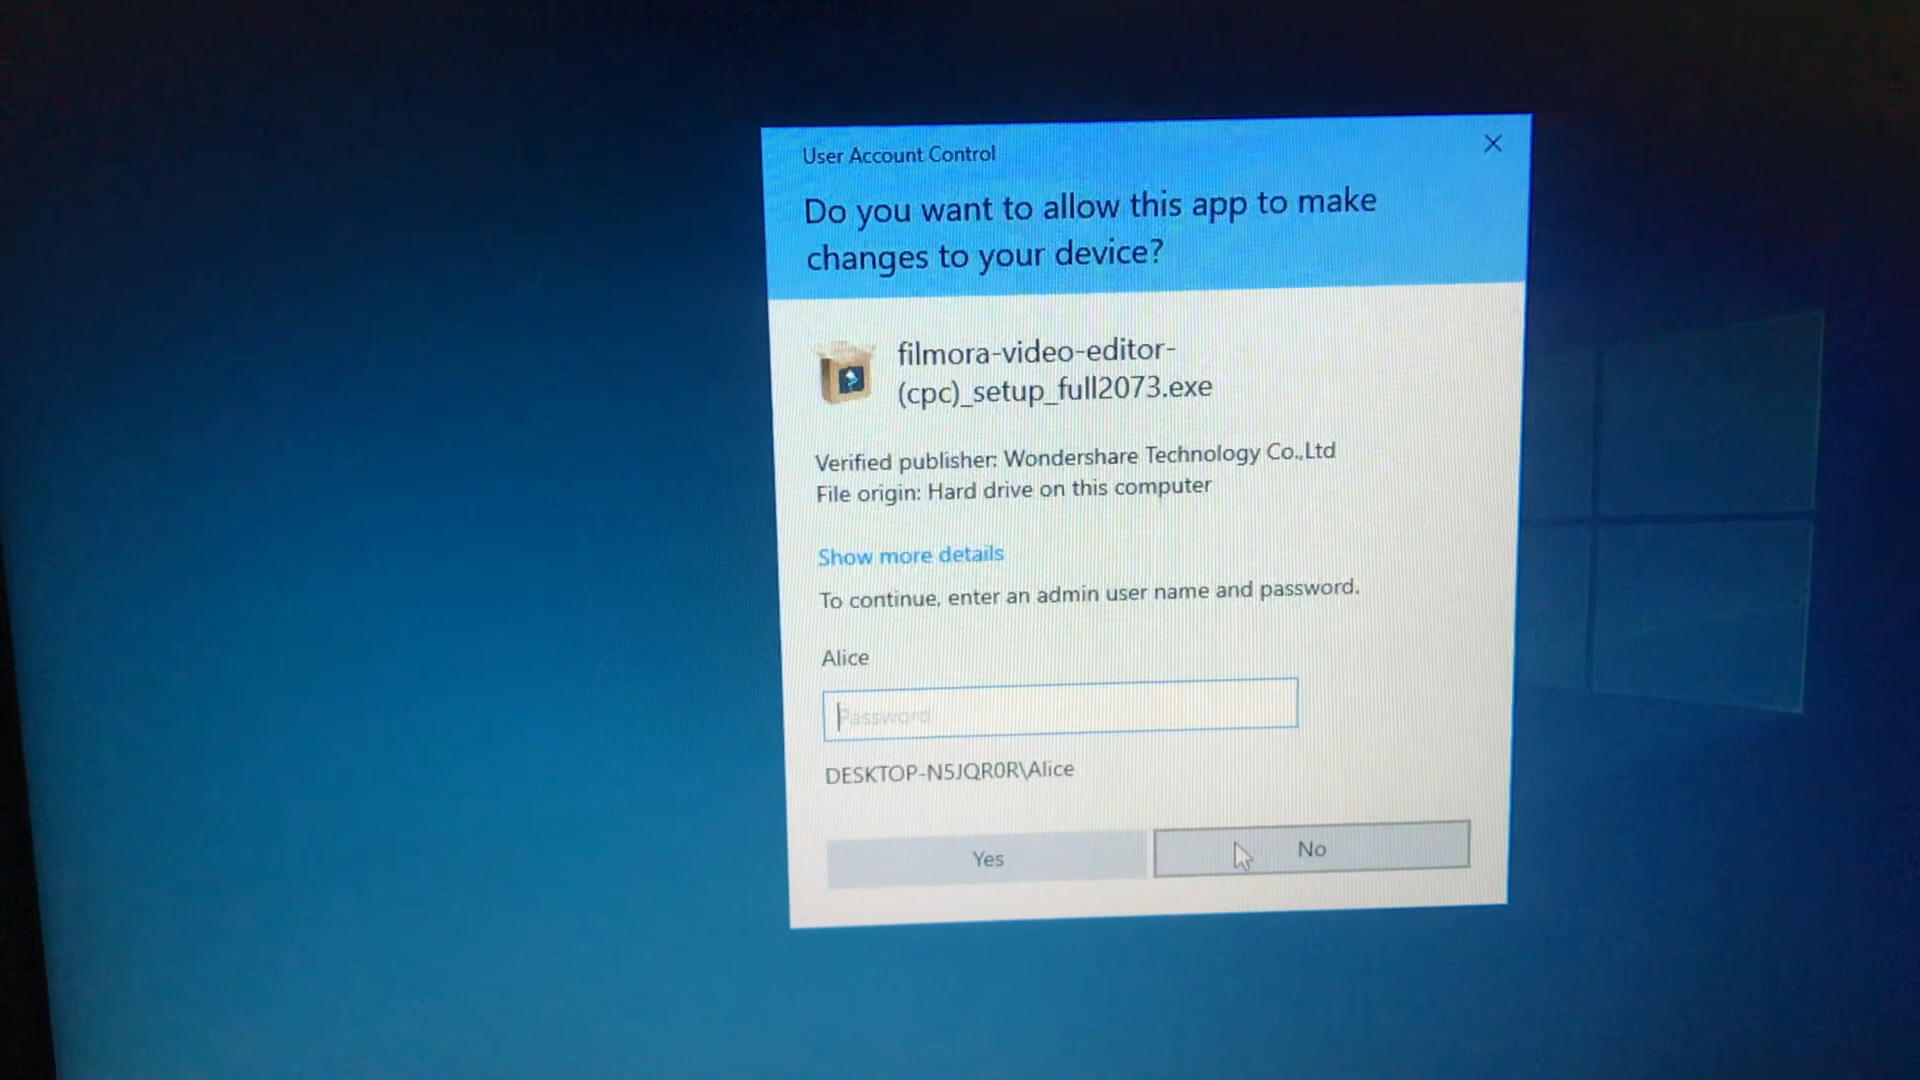 User Account Control
Do you want to allow this app to make
changes to your device?
filmora-video-editor-
(cpc)_setup_full2073.exe
Verified publisher: Wondershare Technology Co.,Ltd
File origin: Hard drive on this computer
Show more details
To continue, enter an admin user name and password.
Alice
Password
DESKTOP-N5JQR0R\Alice
Yes
No